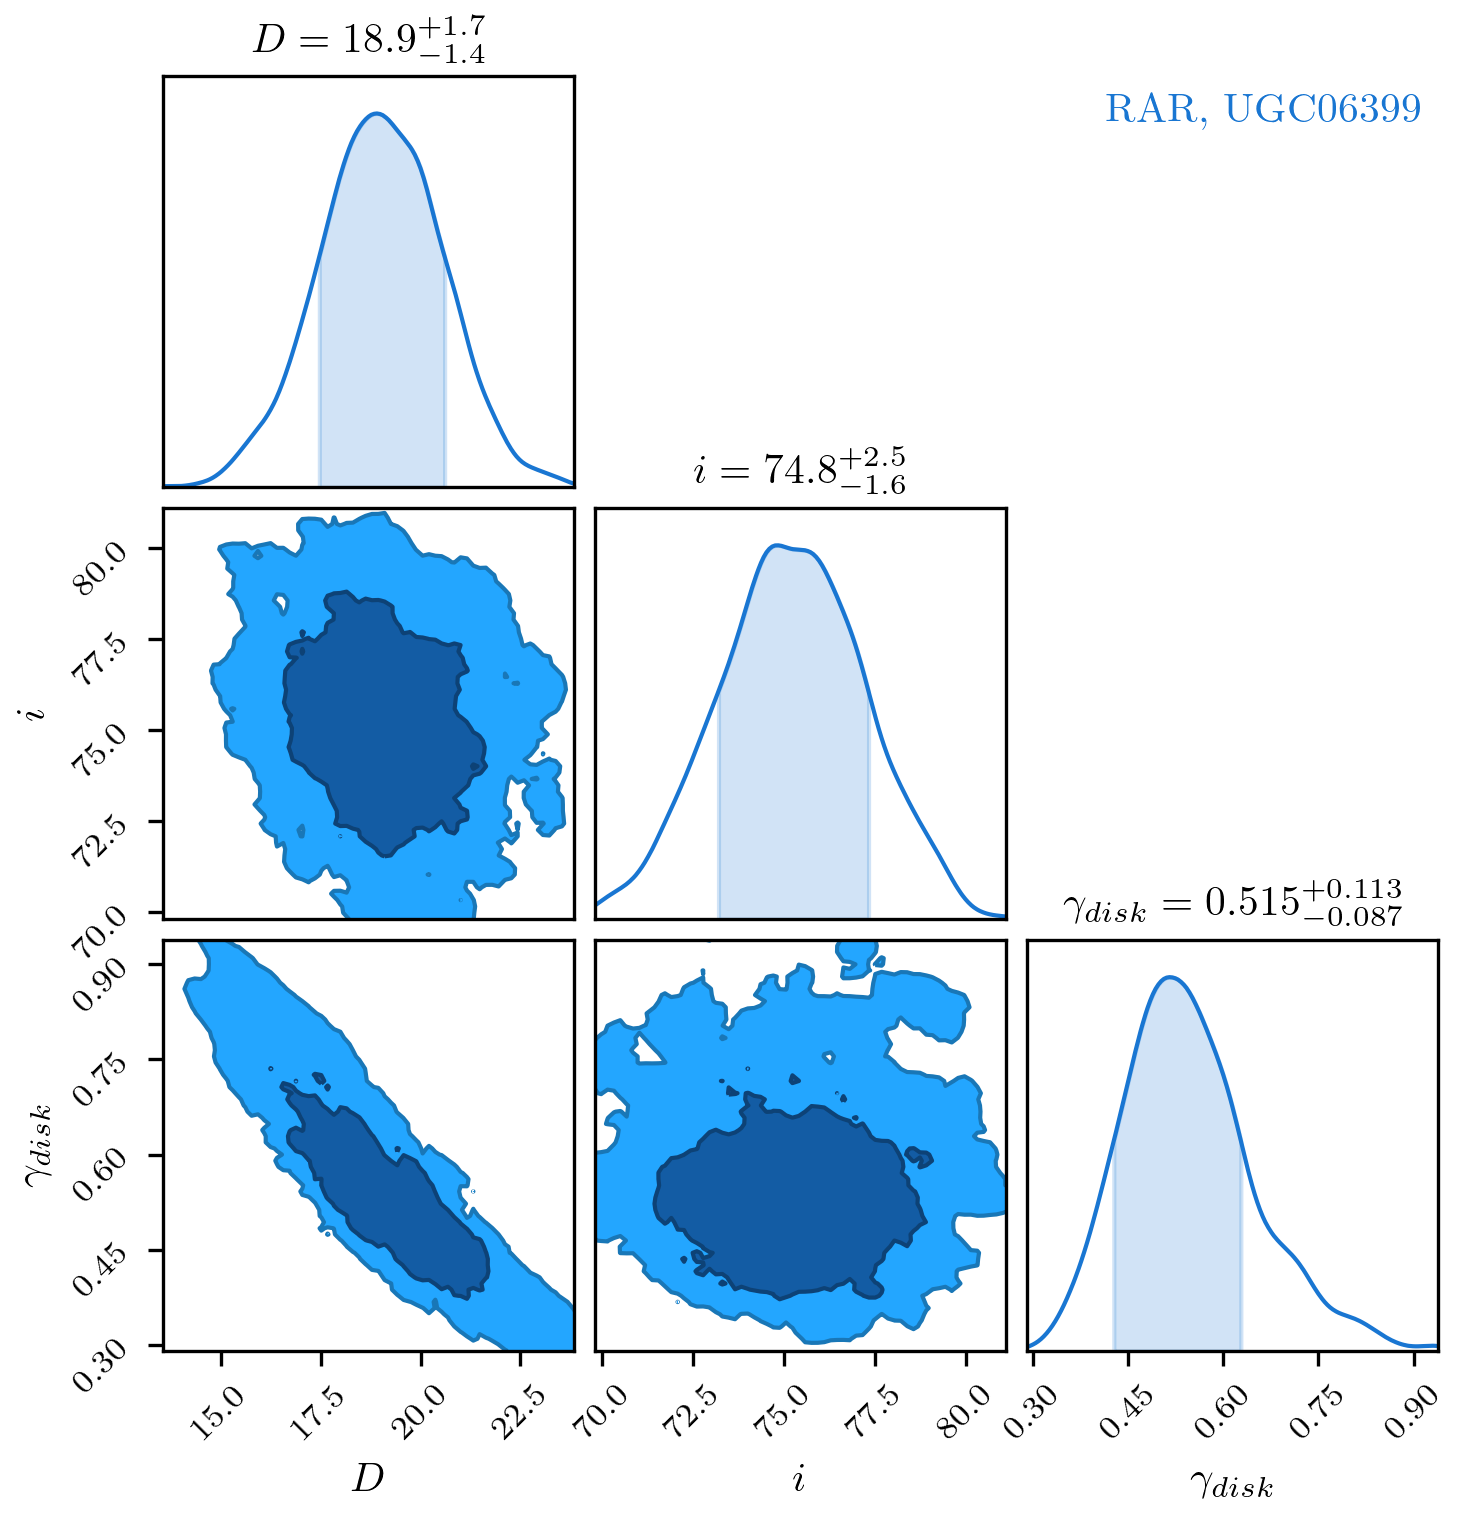 D = 18.9^{+1.7}_{-1.4}
RAR, UGC06399
i = 74.8^{+2.5}_{-1.6}
80.0
77.5
75.0
72.5
70.0
i
γ_{disk} = 0.515^{+0.113}_{-0.087}
0.90
0.75
0.60
0.45
0.30
γ_{disk}
15.0 17.5 20.0 22.5 70.0 72.5 75.0 77.5 80.0 0.30 0.45 0.60 0.75 0.90
D i γ_{disk}